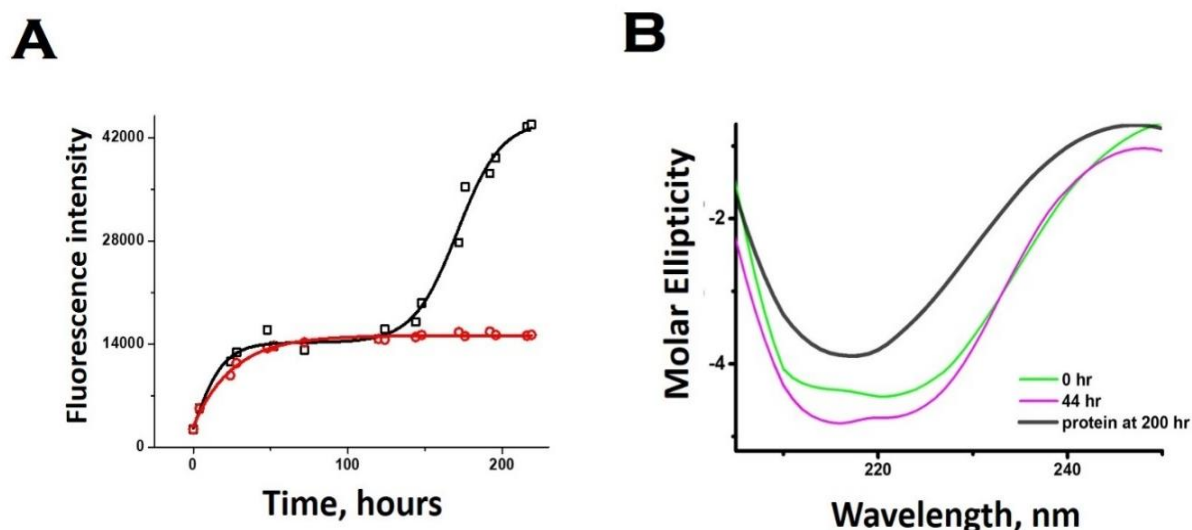 A
Fluorescence intensity
42000
28000
14000
0
0
100
200
Time, hours
B
Molar Ellipticity
-2
-4
0 hr
44 hr
protein at 200 hr
220
240
Wavelength, nm